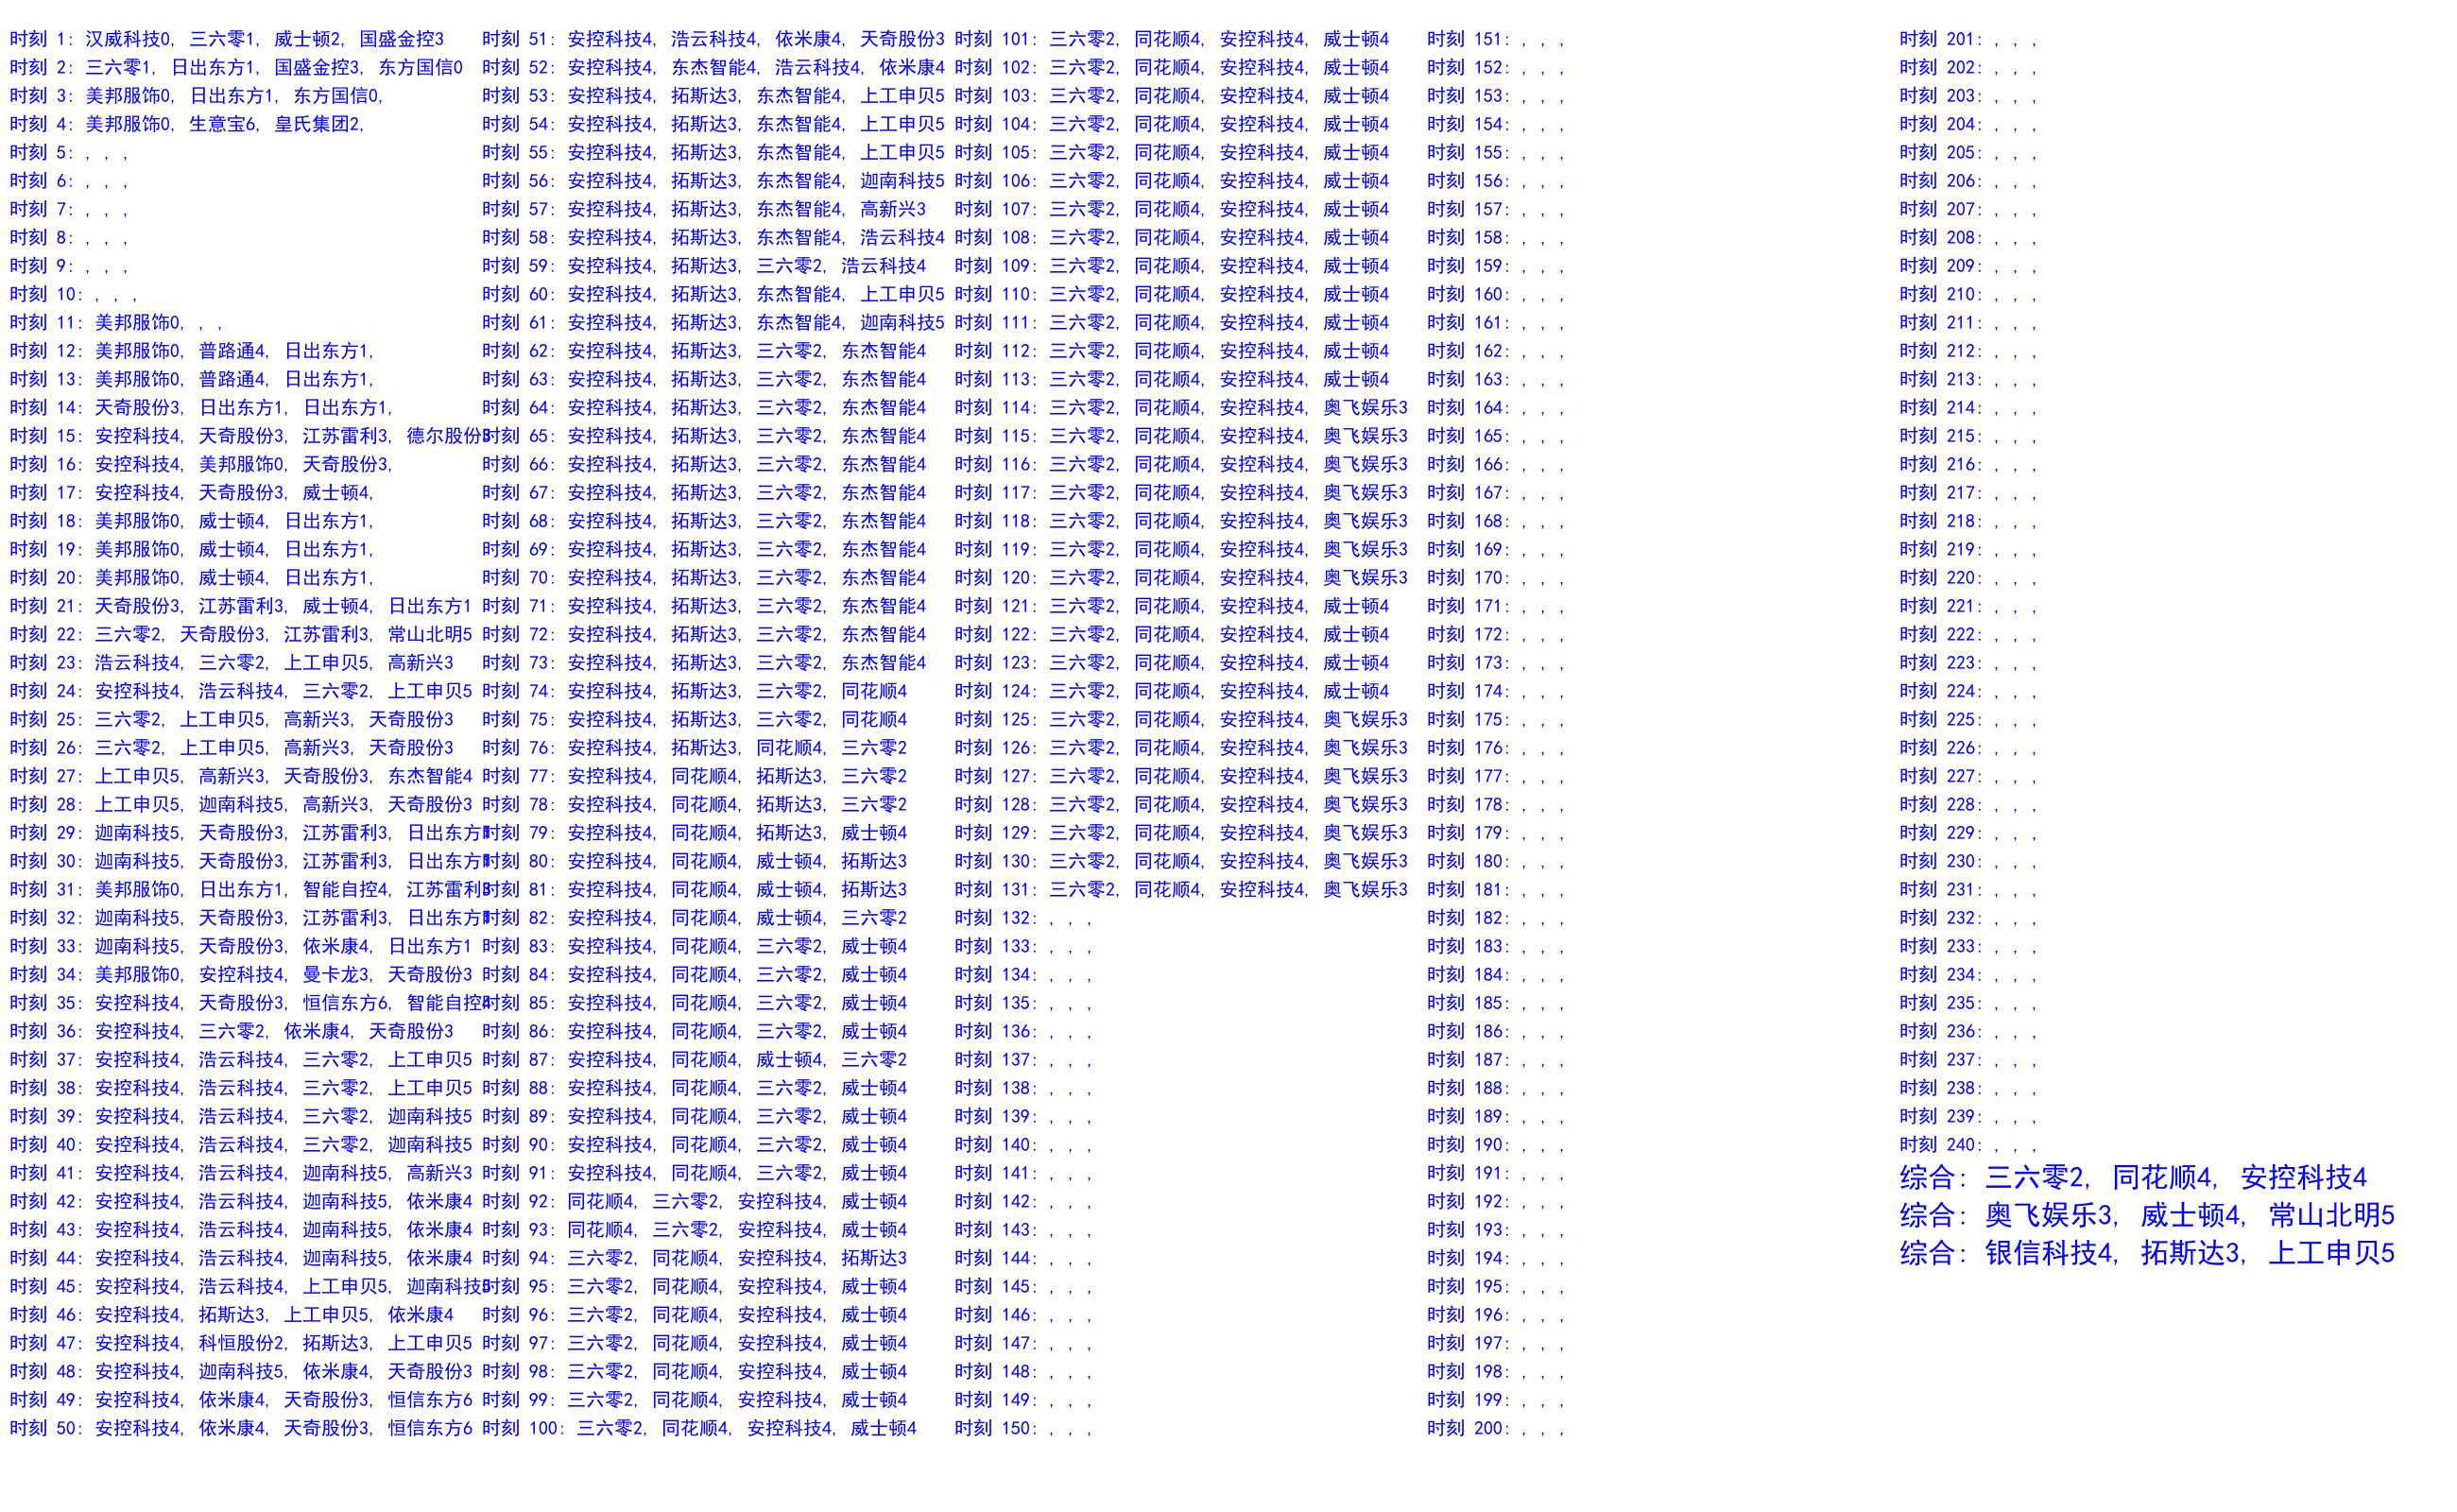 时刻 1: 汉威科技0, 三六零1, 威士顿2, 国盛金控3
时刻 2: 三六零1, 日出东方1, 国盛金控3, 东方国信0
时刻 3: 美邦服饰0, 日出东方1, 东方国信0,
时刻 4: 美邦服饰0, 生意宝6, 皇氏集团2,
时刻 5: , , ,
时刻 6: , , ,
时刻 7: , , ,
时刻 8: , , ,
时刻 9: , , ,
时刻 10: , , ,
时刻 11: 美邦服饰0, , ,
时刻 12: 美邦服饰0, 普路通4, 日出东方1,
时刻 13: 美邦服饰0, 普路通4, 日出东方1,
时刻 14: 天奇股份3, 日出东方1, 日出东方1,
时刻 15: 安控科技4, 天奇股份3, 江苏雷利3, 德尔股份3
时刻 16: 安控科技4, 美邦服饰0, 天奇股份3,
时刻 17: 安控科技4, 天奇股份3, 威士顿4,
时刻 18: 美邦服饰0, 威士顿4, 日出东方1,
时刻 19: 美邦服饰0, 威士顿4, 日出东方1,
时刻 20: 美邦服饰0, 威士顿4, 日出东方1,
时刻 21: 天奇股份3, 江苏雷利3, 威士顿4, 日出东方1
时刻 22: 三六零2, 天奇股份3, 江苏雷利3, 常山北明5
时刻 23: 浩云科技4, 三六零2, 上工申贝5, 高新兴3
时刻 24: 安控科技4, 浩云科技4, 三六零2, 上工申贝5
时刻 25: 三六零2, 上工申贝5, 高新兴3, 天奇股份3
时刻 26: 三六零2, 上工申贝5, 高新兴3, 天奇股份3
时刻 27: 上工申贝5, 高新兴3, 天奇股份3, 东杰智能4
时刻 28: 上工申贝5, 迦南科技5, 高新兴3, 天奇股份3
时刻 29: 迦南科技5, 天奇股份3, 江苏雷利3, 日出东方1
时刻 30: 迦南科技5, 天奇股份3, 江苏雷利3, 日出东方1
时刻 31: 美邦服饰0, 日出东方1, 智能自控4, 江苏雷利3
时刻 32: 迦南科技5, 天奇股份3, 江苏雷利3, 日出东方1
时刻 33: 迦南科技5, 天奇股份3, 依米康4, 日出东方1
时刻 34: 美邦服饰0, 安控科技4, 曼卡龙3, 天奇股份3
时刻 35: 安控科技4, 天奇股份3, 恒信东方6, 智能自控4
时刻 36: 安控科技4, 三六零2, 依米康4, 天奇股份3
时刻 37: 安控科技4, 浩云科技4, 三六零2, 上工申贝5
时刻 38: 安控科技4, 浩云科技4, 三六零2, 上工申贝5
时刻 39: 安控科技4, 浩云科技4, 三六零2, 迦南科技5
时刻 40: 安控科技4, 浩云科技4, 三六零2, 迦南科技5
时刻 41: 安控科技4, 浩云科技4, 迦南科技5, 高新兴3
时刻 42: 安控科技4, 浩云科技4, 迦南科技5, 依米康4
时刻 43: 安控科技4, 浩云科技4, 迦南科技5, 依米康4
时刻 44: 安控科技4, 浩云科技4, 迦南科技5, 依米康4
时刻 45: 安控科技4, 浩云科技4, 上工申贝5, 迦南科技5
时刻 46: 安控科技4, 拓斯达3, 上工申贝5, 依米康4
时刻 47: 安控科技4, 科恒股份2, 拓斯达3, 上工申贝5
时刻 48: 安控科技4, 迦南科技5, 依米康4, 天奇股份3
时刻 49: 安控科技4, 依米康4, 天奇股份3, 恒信东方6
时刻 50: 安控科技4, 依米康4, 天奇股份3, 恒信东方6
时刻 51: 安控科技4, 浩云科技4, 依米康4, 天奇股份3
时刻 52: 安控科技4, 东杰智能4, 浩云科技4, 依米康4
时刻 53: 安控科技4, 拓斯达3, 东杰智能4, 上工申贝5
时刻 54: 安控科技4, 拓斯达3, 东杰智能4, 上工申贝5
时刻 55: 安控科技4, 拓斯达3, 东杰智能4, 上工申贝5
时刻 56: 安控科技4, 拓斯达3, 东杰智能4, 迦南科技5
时刻 57: 安控科技4, 拓斯达3, 东杰智能4, 高新兴3
时刻 58: 安控科技4, 拓斯达3, 东杰智能4, 浩云科技4
时刻 59: 安控科技4, 拓斯达3, 三六零2, 浩云科技4
时刻 60: 安控科技4, 拓斯达3, 东杰智能4, 上工申贝5
时刻 61: 安控科技4, 拓斯达3, 东杰智能4, 迦南科技5
时刻 62: 安控科技4, 拓斯达3, 三六零2, 东杰智能4
时刻 63: 安控科技4, 拓斯达3, 三六零2, 东杰智能4
时刻 64: 安控科技4, 拓斯达3, 三六零2, 东杰智能4
时刻 65: 安控科技4, 拓斯达3, 三六零2, 东杰智能4
时刻 66: 安控科技4, 拓斯达3, 三六零2, 东杰智能4
时刻 67: 安控科技4, 拓斯达3, 三六零2, 东杰智能4
时刻 68: 安控科技4, 拓斯达3, 三六零2, 东杰智能4
时刻 69: 安控科技4, 拓斯达3, 三六零2, 东杰智能4
时刻 70: 安控科技4, 拓斯达3, 三六零2, 东杰智能4
时刻 71: 安控科技4, 拓斯达3, 三六零2, 东杰智能4
时刻 72: 安控科技4, 拓斯达3, 三六零2, 东杰智能4
时刻 73: 安控科技4, 拓斯达3, 三六零2, 东杰智能4
时刻 74: 安控科技4, 拓斯达3, 三六零2, 同花顺4
时刻 75: 安控科技4, 拓斯达3, 三六零2, 同花顺4
时刻 76: 安控科技4, 拓斯达3, 同花顺4, 三六零2
时刻 77: 安控科技4, 同花顺4, 拓斯达3, 三六零2
时刻 78: 安控科技4, 同花顺4, 拓斯达3, 三六零2
时刻 79: 安控科技4, 同花顺4, 拓斯达3, 威士顿4
时刻 80: 安控科技4, 同花顺4, 威士顿4, 拓斯达3
时刻 81: 安控科技4, 同花顺4, 威士顿4, 拓斯达3
时刻 82: 安控科技4, 同花顺4, 威士顿4, 三六零2
时刻 83: 安控科技4, 同花顺4, 三六零2, 威士顿4
时刻 84: 安控科技4, 同花顺4, 三六零2, 威士顿4
时刻 85: 安控科技4, 同花顺4, 三六零2, 威士顿4
时刻 86: 安控科技4, 同花顺4, 三六零2, 威士顿4
时刻 87: 安控科技4, 同花顺4, 威士顿4, 三六零2
时刻 88: 安控科技4, 同花顺4, 三六零2, 威士顿4
时刻 89: 安控科技4, 同花顺4, 三六零2, 威士顿4
时刻 90: 安控科技4, 同花顺4, 三六零2, 威士顿4
时刻 91: 安控科技4, 同花顺4, 三六零2, 威士顿4
时刻 92: 同花顺4, 三六零2, 安控科技4, 威士顿4
时刻 93: 同花顺4, 三六零2, 安控科技4, 威士顿4
时刻 94: 三六零2, 同花顺4, 安控科技4, 拓斯达3
时刻 95: 三六零2, 同花顺4, 安控科技4, 威士顿4
时刻 96: 三六零2, 同花顺4, 安控科技4, 威士顿4
时刻 97: 三六零2, 同花顺4, 安控科技4, 威士顿4
时刻 98: 三六零2, 同花顺4, 安控科技4, 威士顿4
时刻 99: 三六零2, 同花顺4, 安控科技4, 威士顿4
时刻 100: 三六零2, 同花顺4, 安控科技4, 威士顿4
时刻 101: 三六零2, 同花顺4, 安控科技4, 威士顿4
时刻 102: 三六零2, 同花顺4, 安控科技4, 威士顿4
时刻 103: 三六零2, 同花顺4, 安控科技4, 威士顿4
时刻 104: 三六零2, 同花顺4, 安控科技4, 威士顿4
时刻 105: 三六零2, 同花顺4, 安控科技4, 威士顿4
时刻 106: 三六零2, 同花顺4, 安控科技4, 威士顿4
时刻 107: 三六零2, 同花顺4, 安控科技4, 威士顿4
时刻 108: 三六零2, 同花顺4, 安控科技4, 威士顿4
时刻 109: 三六零2, 同花顺4, 安控科技4, 威士顿4
时刻 110: 三六零2, 同花顺4, 安控科技4, 威士顿4
时刻 111: 三六零2, 同花顺4, 安控科技4, 威士顿4
时刻 112: 三六零2, 同花顺4, 安控科技4, 威士顿4
时刻 113: 三六零2, 同花顺4, 安控科技4, 威士顿4
时刻 114: 三六零2, 同花顺4, 安控科技4, 奥飞娱乐3
时刻 115: 三六零2, 同花顺4, 安控科技4, 奥飞娱乐3
时刻 116: 三六零2, 同花顺4, 安控科技4, 奥飞娱乐3
时刻 117: 三六零2, 同花顺4, 安控科技4, 奥飞娱乐3
时刻 118: 三六零2, 同花顺4, 安控科技4, 奥飞娱乐3
时刻 119: 三六零2, 同花顺4, 安控科技4, 奥飞娱乐3
时刻 120: 三六零2, 同花顺4, 安控科技4, 奥飞娱乐3
时刻 121: 三六零2, 同花顺4, 安控科技4, 威士顿4
时刻 122: 三六零2, 同花顺4, 安控科技4, 威士顿4
时刻 123: 三六零2, 同花顺4, 安控科技4, 威士顿4
时刻 124: 三六零2, 同花顺4, 安控科技4, 威士顿4
时刻 125: 三六零2, 同花顺4, 安控科技4, 奥飞娱乐3
时刻 126: 三六零2, 同花顺4, 安控科技4, 奥飞娱乐3
时刻 127: 三六零2, 同花顺4, 安控科技4, 奥飞娱乐3
时刻 128: 三六零2, 同花顺4, 安控科技4, 奥飞娱乐3
时刻 129: 三六零2, 同花顺4, 安控科技4, 奥飞娱乐3
时刻 130: 三六零2, 同花顺4, 安控科技4, 奥飞娱乐3
时刻 131: 三六零2, 同花顺4, 安控科技4, 奥飞娱乐3
时刻 132: , , ,
时刻 133: , , ,
时刻 134: , , ,
时刻 135: , , ,
时刻 136: , , ,
时刻 137: , , ,
时刻 138: , , ,
时刻 139: , , ,
时刻 140: , , ,
时刻 141: , , ,
时刻 142: , , ,
时刻 143: , , ,
时刻 144: , , ,
时刻 145: , , ,
时刻 146: , , ,
时刻 147: , , ,
时刻 148: , , ,
时刻 149: , , ,
时刻 150: , , ,
时刻 151: , , ,
时刻 152: , , ,
时刻 153: , , ,
时刻 154: , , ,
时刻 155: , , ,
时刻 156: , , ,
时刻 157: , , ,
时刻 158: , , ,
时刻 159: , , ,
时刻 160: , , ,
时刻 161: , , ,
时刻 162: , , ,
时刻 163: , , ,
时刻 164: , , ,
时刻 165: , , ,
时刻 166: , , ,
时刻 167: , , ,
时刻 168: , , ,
时刻 169: , , ,
时刻 170: , , ,
时刻 171: , , ,
时刻 172: , , ,
时刻 173: , , ,
时刻 174: , , ,
时刻 175: , , ,
时刻 176: , , ,
时刻 177: , , ,
时刻 178: , , ,
时刻 179: , , ,
时刻 180: , , ,
时刻 181: , , ,
时刻 182: , , ,
时刻 183: , , ,
时刻 184: , , ,
时刻 185: , , ,
时刻 186: , , ,
时刻 187: , , ,
时刻 188: , , ,
时刻 189: , , ,
时刻 190: , , ,
时刻 191: , , ,
时刻 192: , , ,
时刻 193: , , ,
时刻 194: , , ,
时刻 195: , , ,
时刻 196: , , ,
时刻 197: , , ,
时刻 198: , , ,
时刻 199: , , ,
时刻 200: , , ,
时刻 201: , , ,
时刻 202: , , ,
时刻 203: , , ,
时刻 204: , , ,
时刻 205: , , ,
时刻 206: , , ,
时刻 207: , , ,
时刻 208: , , ,
时刻 209: , , ,
时刻 210: , , ,
时刻 211: , , ,
时刻 212: , , ,
时刻 213: , , ,
时刻 214: , , ,
时刻 215: , , ,
时刻 216: , , ,
时刻 217: , , ,
时刻 218: , , ,
时刻 219: , , ,
时刻 220: , , ,
时刻 221: , , ,
时刻 222: , , ,
时刻 223: , , ,
时刻 224: , , ,
时刻 225: , , ,
时刻 226: , , ,
时刻 227: , , ,
时刻 228: , , ,
时刻 229: , , ,
时刻 230: , , ,
时刻 231: , , ,
时刻 232: , , ,
时刻 233: , , ,
时刻 234: , , ,
时刻 235: , , ,
时刻 236: , , ,
时刻 237: , , ,
时刻 238: , , ,
时刻 239: , , ,
时刻 240: , , ,
综合: 三六零2, 同花顺4, 安控科技4
综合: 奥飞娱乐3, 威士顿4, 常山北明5
综合: 银信科技4, 拓斯达3, 上工申贝5